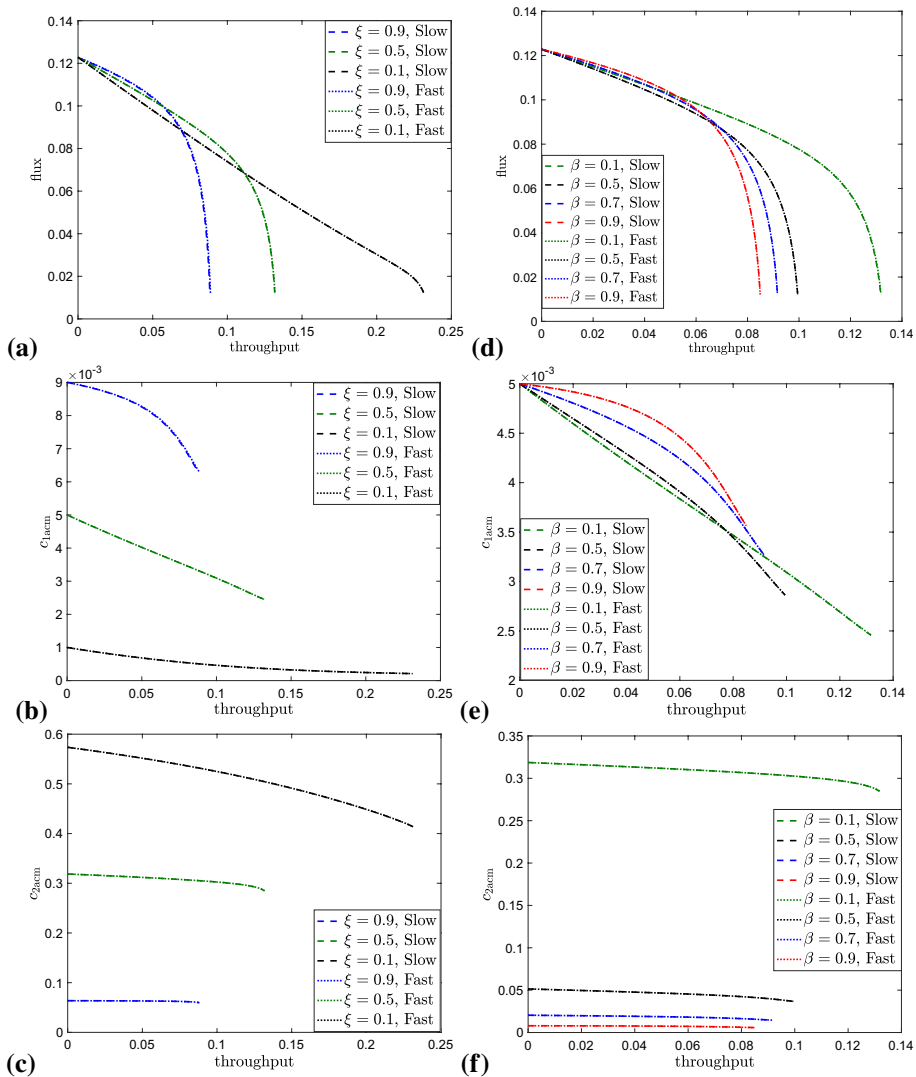 0.14
0.12
0.1
0.08
0.06
0.04
0.02
0
flux
0
0.05
0.1
0.15
0.2
0.25
throughput
ξ = 0.9, Slow
ξ = 0.5, Slow
ξ = 0.1, Slow
ξ = 0.9, Fast
ξ = 0.5, Fast
ξ = 0.1, Fast
(a)
0.14
0.12
0.1
0.08
0.06
0.04
0.02
0
flux
0
0.02
0.04
0.06
0.08
0.1
0.12
0.14
throughput
β = 0.1, Slow
β = 0.5, Slow
β = 0.7, Slow
β = 0.9, Slow
β = 0.1, Fast
β = 0.5, Fast
β = 0.7, Fast
β = 0.9, Fast
(d)
×10⁻³
9
8
7
6
5
4
3
2
1
0
c₁acm
0
0.05
0.1
0.15
0.2
0.25
throughput
ξ = 0.9, Slow
ξ = 0.5, Slow
ξ = 0.1, Slow
ξ = 0.9, Fast
ξ = 0.5, Fast
ξ = 0.1, Fast
(b)
×10⁻³
5
4.5
4
3.5
3
2.5
2
c₁acm
0
0.02
0.04
0.06
0.08
0.1
0.12
0.14
throughput
β = 0.1, Slow
β = 0.5, Slow
β = 0.7, Slow
β = 0.9, Slow
β = 0.1, Fast
β = 0.5, Fast
β = 0.7, Fast
β = 0.9, Fast
(e)
0.6
0.5
0.4
0.3
0.2
0.1
0
c₂acm
0
0.05
0.1
0.15
0.2
0.25
throughput
ξ = 0.9, Slow
ξ = 0.5, Slow
ξ = 0.1, Slow
ξ = 0.9, Fast
ξ = 0.5, Fast
ξ = 0.1, Fast
(c)
0.35
0.3
0.25
0.2
0.15
0.1
0.05
0
c₂acm
0
0.02
0.04
0.06
0.08
0.1
0.12
0.14
throughput
β = 0.1, Slow
β = 0.5, Slow
β = 0.7, Slow
β = 0.9, Slow
β = 0.1, Fast
β = 0.5, Fast
β = 0.7, Fast
β = 0.9, Fast
(f)